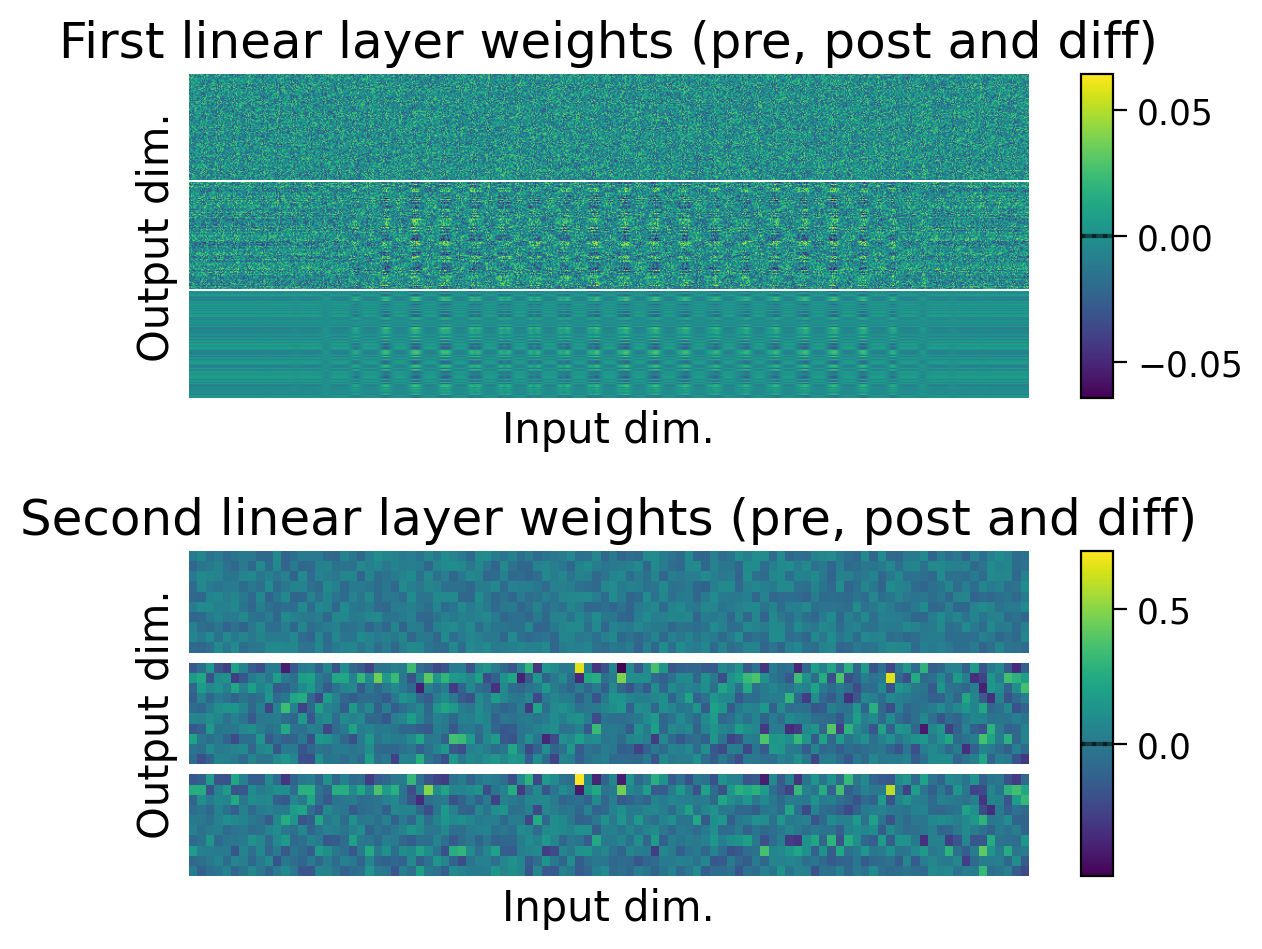 First linear layer weights (pre, post and diff)
Output dim.
0.05
0.00
−0.05
Input dim.
Second linear layer weights (pre, post and diff)
Output dim.
0.5
0.0
Input dim.